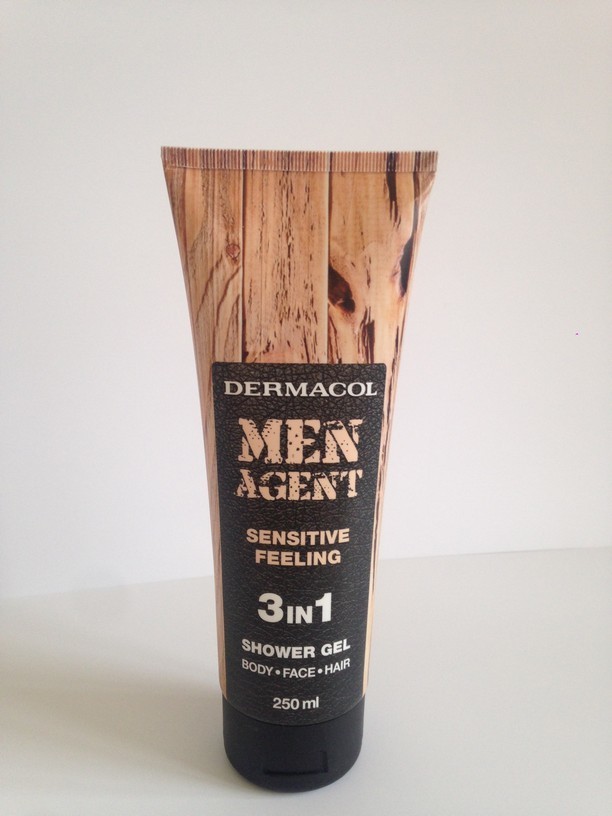 DERMACOL
MEN
AGENT
SENSITIVE
FEELING
3IN1
SHOWER GEL
BODY • FACE • HAIR
250 ml